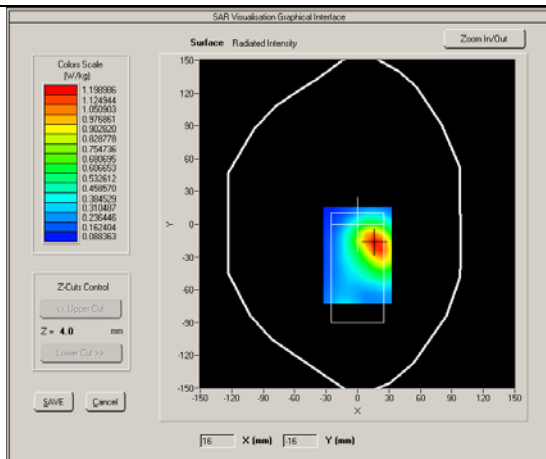 SAR Visualisation Graphical Interface
Surface Radiated Intensity
Zoom In/Out
Colors Scale
(W/kg)
1.198986
1.124944
1.050903
0.976861
0.902820
0.828778
0.754736
0.680695
0.606653
0.532612
0.458570
0.384529
0.310487
0.236446
0.162404
0.088363
Z-Cuts Control
<< Upper Cut
Z = 4.0 mm
Lower Cut >>
SAVE Cancel
150
120
90
60
30
0
-30
-60
-90
-120
-150
Y
-150 -120 -90 -60 -30 0 30 60 90 120 150
X
16 X (mm) -16 Y (mm)